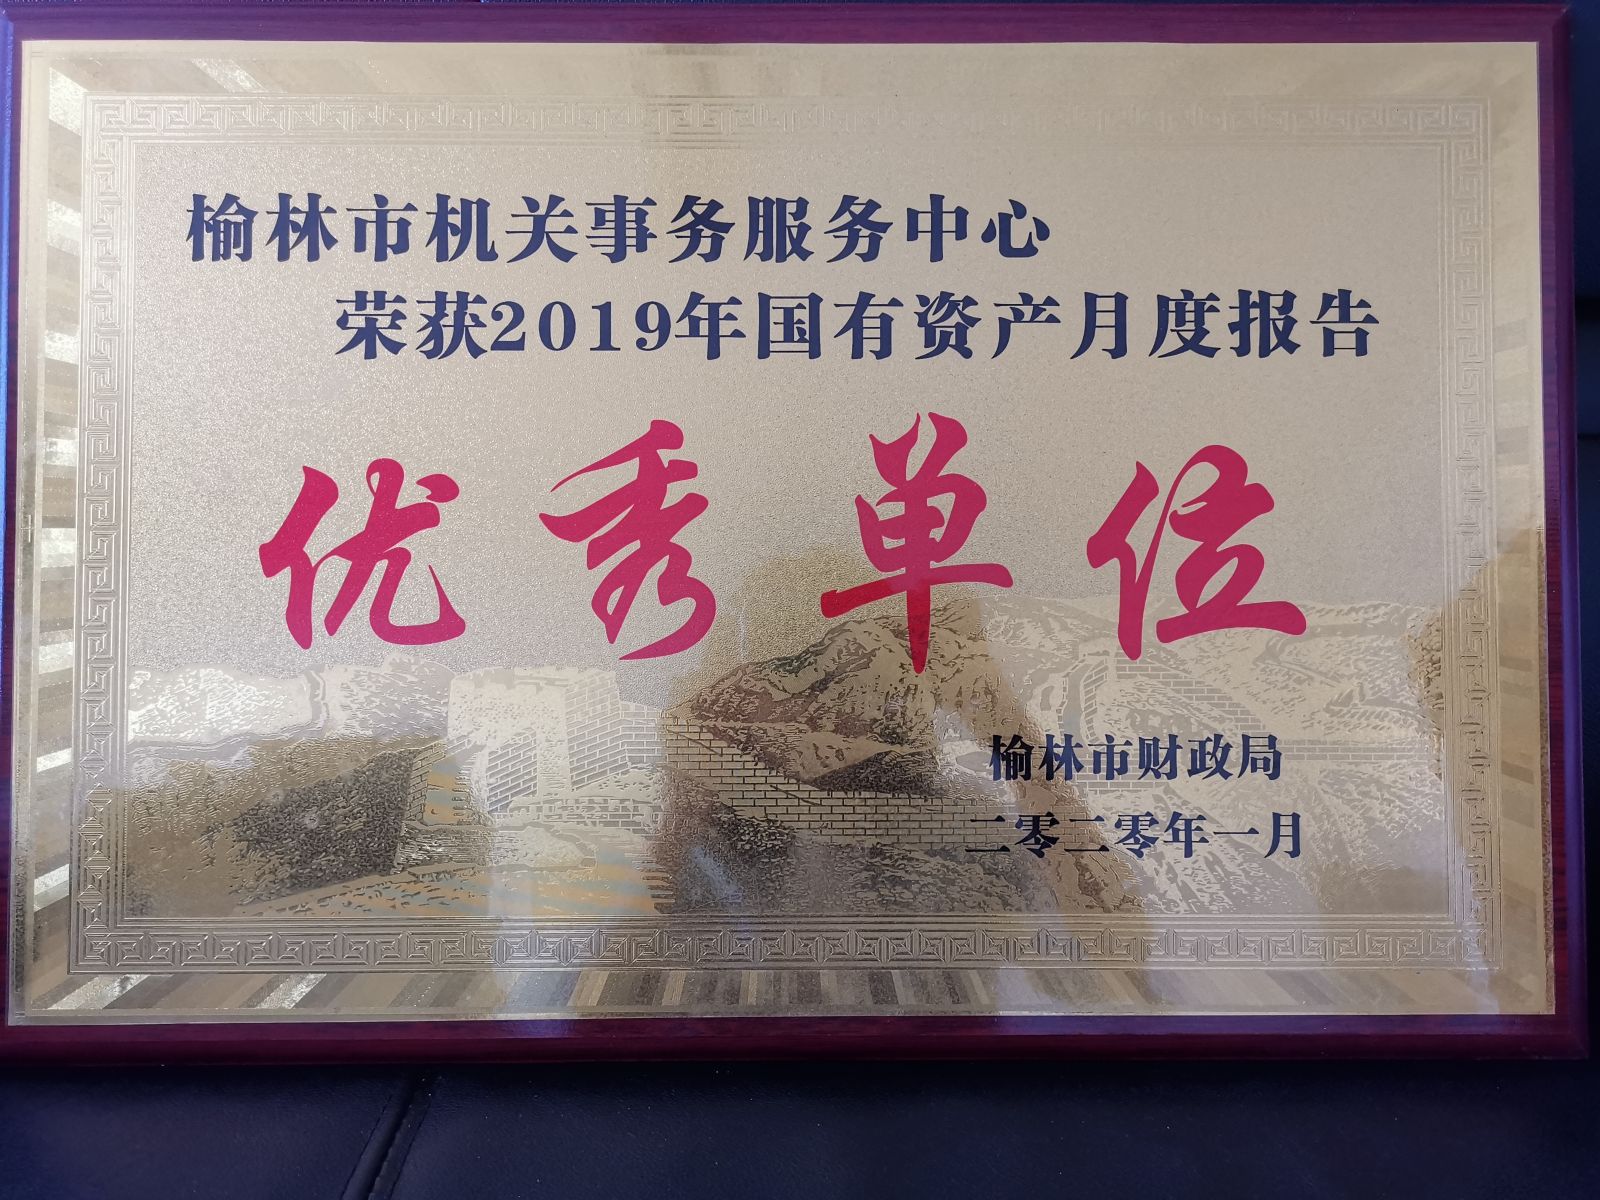 榆林市机关事务服务中心
荣获2019年国有资产月度报告
优秀单位
榆林市财政局
二零二零年一月